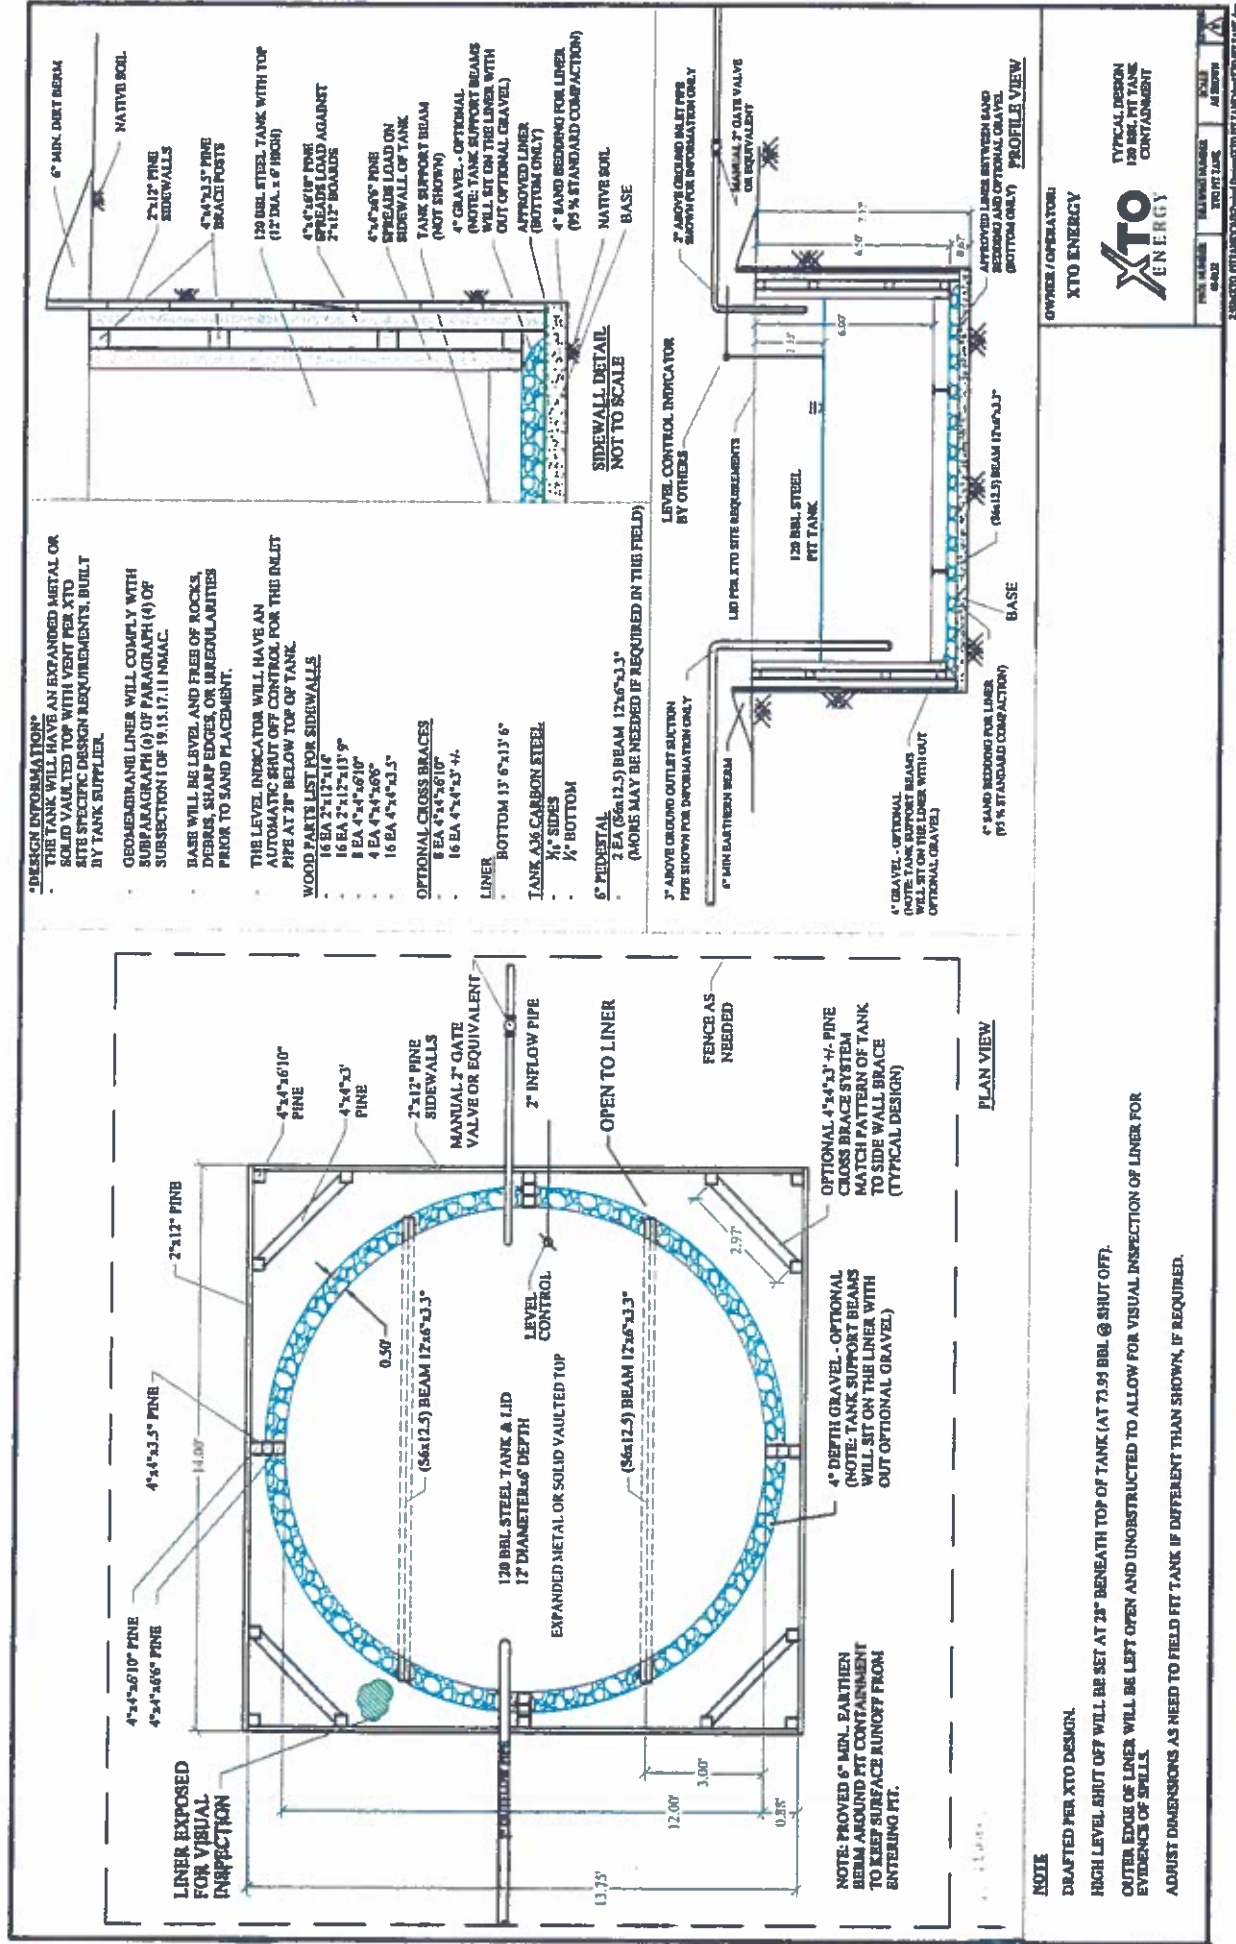 *DESIGN INFORMATION*
- THE TANK WILL HAVE AN EXPANDED METAL OR
SOLID VAULTED TOP WITH VENT PER XTO
SITE SPECIFIC DESIGN REQUIREMENTS, BUILT
BY TANK SUPPLIER.
- GEOMEMBRANE LINER WILL COMPLY WITH
SUBPARAGRAPH (a) OF PARAGRAPH (4) OF
SUBSECTION I OF 19.15.17.11 NMAC.
- BASE WILL BE LEVEL AND FREE OF ROCKS,
DEBRIS, SHARP EDGES, OR IRREGULARITIES
PRIOR TO SAND PLACEMENT.
- THE LEVEL INDICATOR WILL HAVE AN
AUTOMATIC SHUT OFF CONTROL FOR THE INLET
PIPE AT 28" BELOW TOP OF TANK.
WOOD PARTS LIST FOR SIDEWALLS
- 16 EA 2"x12"x14'
- 16 EA 2"x12"x13'9"
- 8 EA 4"x4"x6'10"
- 4 EA 4"x4"x6'6"
- 16 EA 4"x4"x3.5"
OPTIONAL CROSS BRACES
- 8 EA 4"x4"x6'10"
- 16 EA 4"x4"x3' +/-
LINER
- BOTTOM 13' 6"x13' 6"
TANK A36 CARBON STEEL
SIDES
- ¼" BOTTOM
6" PEDESTAL
- 2 EA (S6x12.5) BEAM 12'x6"x3.3"
(MORE MAY BE NEEDED IF REQUIRED IN THE FIELD)
6" MIN. DIRT BERM
NATIVE SOIL
2"x12" PINE
SIDEWALLS
4"x4"x3.5" PINE
BRACE POSTS
120 BBL STEEL TANK WITH TOP
(12' DIA. x 6' HIGH)
4"x4"x6'10" PINE
SPREADS LOAD AGAINST
2"x12" BOARDS
4"x4"x6'6" PINE
SPREADS LOAD ON
SIDEWALL OF TANK
TANK SUPPORT BEAM
(NOT SHOWN)
4" GRAVEL - OPTIONAL
(NOTE: TANK SUPPORT BEAMS
WILL SIT ON THE LINER WITH
OUT OPTIONAL GRAVEL)
APPROVED LINER
(BOTTOM ONLY)
4" SAND BEDDING FOR LINER
(95 % STANDARD COMPACTION)
NATIVE SOIL
BASE
SIDEWALL DETAIL
NOT TO SCALE
2"x12" PINE
4"x4"x6'10"
PINE
4"x4"x3'
PINE
2"x12" PINE
SIDEWALLS
MANUAL 2" GATE
VALVE OR EQUIVALENT
2" INFLOW PIPE
OPEN TO LINER
FENCE AS
NEEDED
OPTIONAL 4"x4"x3' +/- PINE
CROSS BRACE SYSTEM
MATCH PATTERN OF TANK
TO SIDE WALL BRACE
(TYPICAL DESIGN)
4"x4"x3.5" PINE
4"x4"x6'10" PINE
4"x4"x6'6" PINE
14.00'
0.50'
(S6x12.5) BEAM 12'x6"x3.3"
LEVEL
CONTROL
120 BBL STEEL TANK & LID
12' DIAMETERx6' DEPTH
EXPANDED METAL OR SOLID VAULTED TOP
(S6x12.5) BEAM 12'x6"x3.3"
2.97'
4" DEPTH GRAVEL - OPTIONAL
(NOTE: TANK SUPPORT BEAMS
WILL SIT ON THE LINER WITH
OUT OPTIONAL GRAVEL)
LINER EXPOSED
FOR VISUAL
INSPECTION
13.75'
12.00'
3.00'
0.88'
NOTE: PROVED 6" MIN. EARTHEN
BERM AROUND PIT CONTAINMENT
TO KEEP SURFACE RUNOFF FROM
ENTERING PIT.
PLAN VIEW
LEVEL CONTROL INDICATOR
BY OTHERS
2" ABOVE GROUND INLET PIPE
SHOWN FOR INFORMATION ONLY
MANUAL 2" GATE VALVE
OR EQUIVALENT
LID PER XTO SITE REQUIREMENTS
120 BBL STEEL
PIT TANK
3" ABOVE GROUND OUTLET SUCTION
PIPE SHOWN FOR INFORMATION ONLY
6" MIN EARTHERN BERM
6.00'
4" GRAVEL - OPTIONAL
(NOTE: TANK SUPPORT BEAMS
WILL SIT ON THE LINER WITH OUT
OPTIONAL GRAVEL)
4" SAND BEDDING FOR LINER
(95 % STANDARD COMPACTION)
BASE
(S6x12.5) BEAM 12'x6"x3.3"
APPROVED LINER BETWEEN SAND
BEDDING AND OPTIONAL GRAVEL
(BOTTOM ONLY)
PROFILE VIEW
NOTE
DRAFTED PER XTO DESIGN.
HIGH LEVEL SHUT OFF WILL BE SET AT 28" BENEATH TOP OF TANK (AT 73.95 BBL @ SHUT OFF).
OUTER EDGE OF LINER WILL BE LEFT OPEN AND UNOBSTRUCTED TO ALLOW FOR VISUAL INSPECTION OF LINER FOR
EVIDENCE OF SPILLS.
ADJUST DIMENSIONS AS NEED TO FIELD FIT TANK IF DIFFERENT THAN SHOWN, IF REQUIRED.
OWNER / OPERATOR:
XTO ENERGY
XTO
ENERGY
TYPICAL DESIGN
120 BBL PIT TANK
CONTAINMENT
DRAWING NUMBER
XTO PIT TANK
SCALE
AS SHOWN